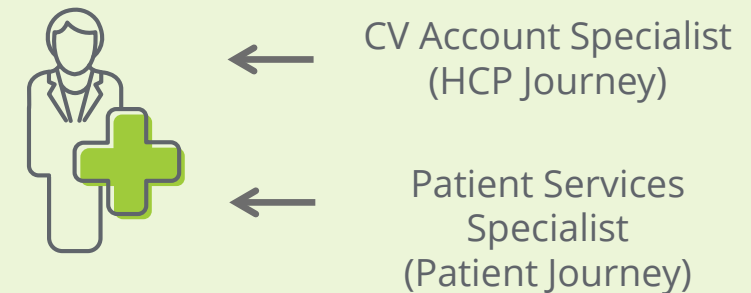 CV Account Specialist
(HCP Journey)
Patient Services
Specialist
(Patient Journey)